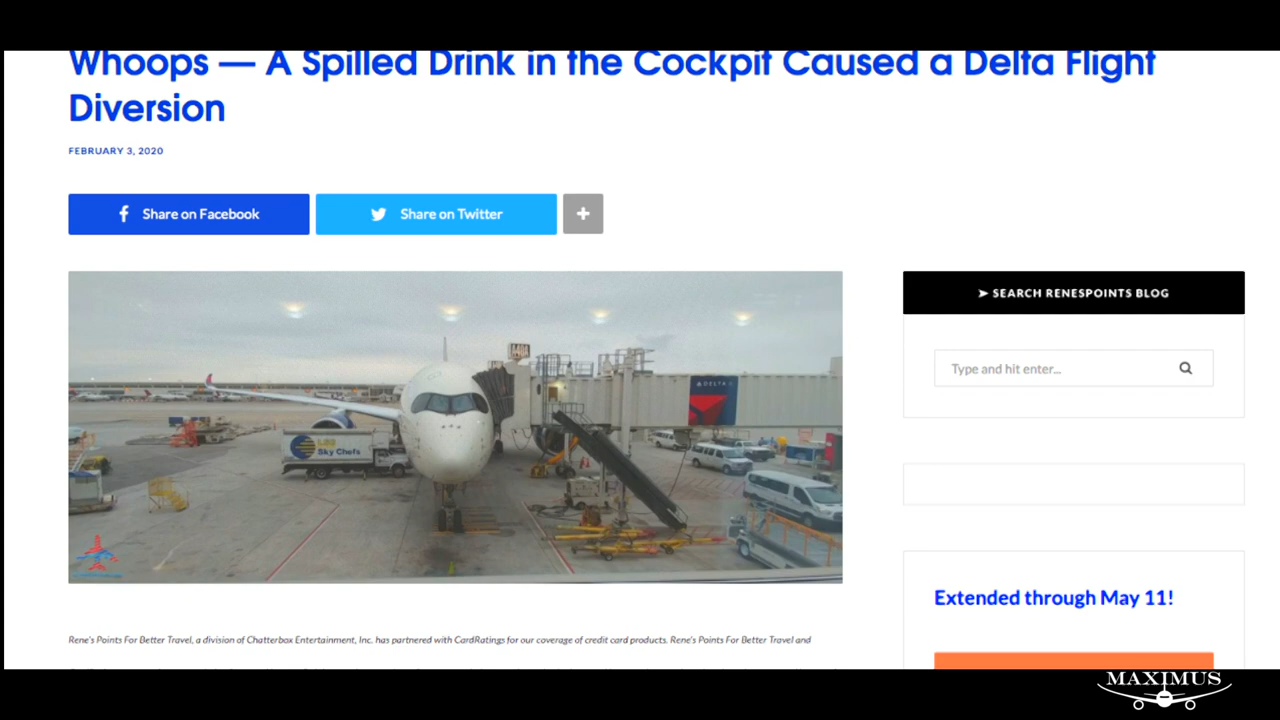 Whoops — A Spilled Drink in the Cockpit Caused a Delta Flight
Diversion
FEBRUARY 3, 2020
Share on Facebook
Share on Twitter
SEARCH RENESPOINTS BLOG
Type and hit enter...
DELTA
LSG
Sky Chefs
Extended through May 11!
Rene's Points For Better Travel, a division of Chatterbox Entertainment, Inc. has partnered with CardRatings for our coverage of credit card products. Rene's Points For Better Travel and
MAXIMUS